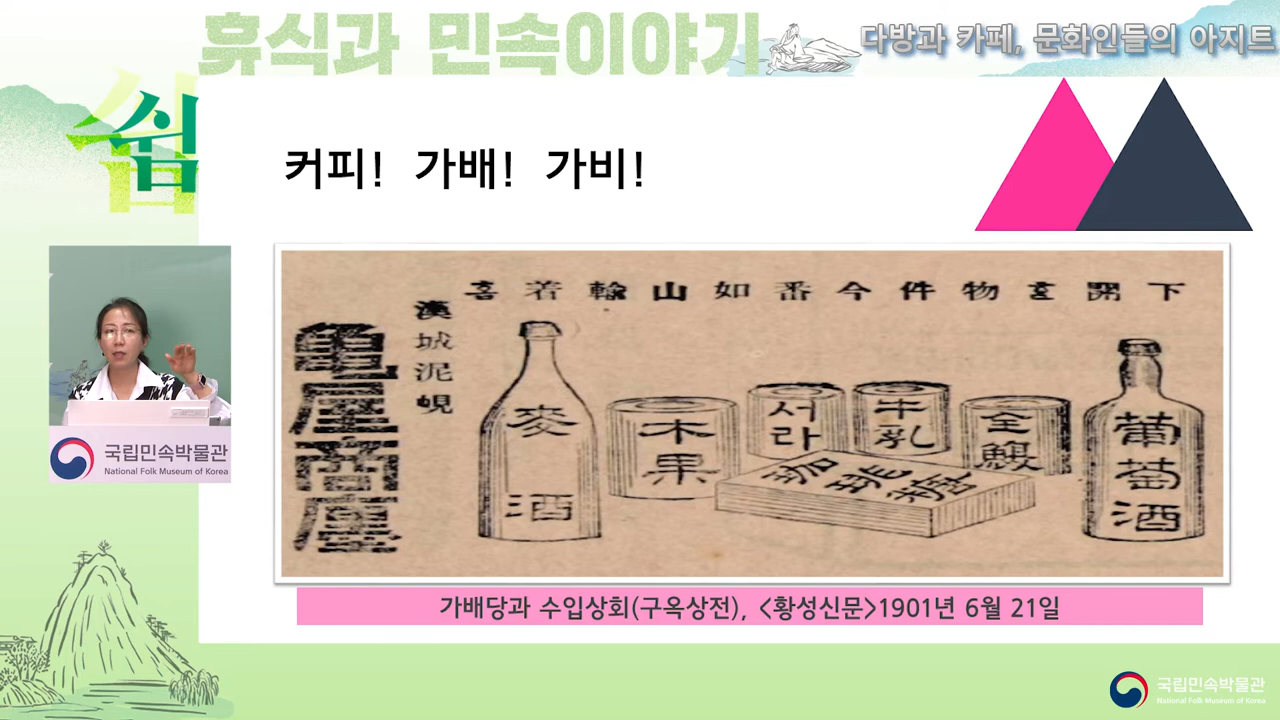 휴식과 민속이야기
다방과 카페, 문화인들의 아지트
쉼
커피! 가배! 가비!
喜若輸山如番今件物玄開下
漢城泥峴
龜屋商廛
麥酒
木果
서라
牛乳
全鰒
葡萄酒
가배당과 수입상회(구옥상전), <황성신문>1901년 6월 21일
국립민속박물관
National Folk Museum of Korea
국립민속박물관
National Folk Museum of Korea